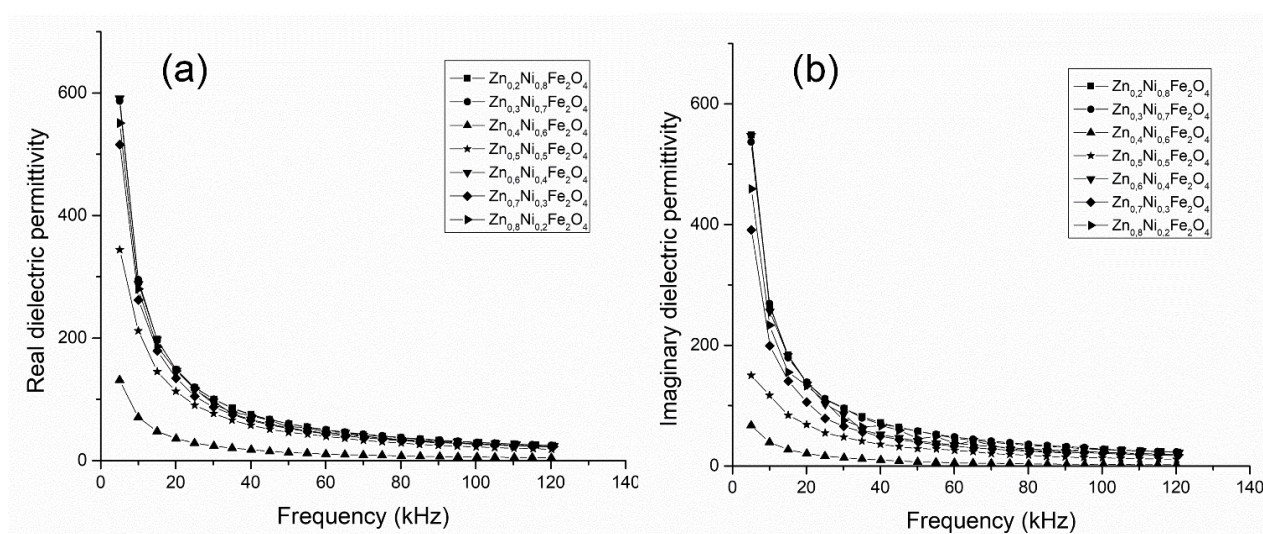 (a)
Real dielectric permittivity
600
400
200
0
Zn0,2Ni0,8Fe2O4
Zn0,3Ni0,7Fe2O4
Zn0,4Ni0,6Fe2O4
Zn0,5Ni0,5Fe2O4
Zn0,6Ni0,4Fe2O4
Zn0,7Ni0,3Fe2O4
Zn0,8Ni0,2Fe2O4
0 20 40 60 80 100 120 140
Frequency (kHz)
(b)
Imaginary dielectric permittivity
600
400
200
0
Zn0,2Ni0,8Fe2O4
Zn0,3Ni0,7Fe2O4
Zn0,4Ni0,6Fe2O4
Zn0,5Ni0,5Fe2O4
Zn0,6Ni0,4Fe2O4
Zn0,7Ni0,3Fe2O4
Zn0,8Ni0,2Fe2O4
0 20 40 60 80 100 120 140
Frequency (kHz)